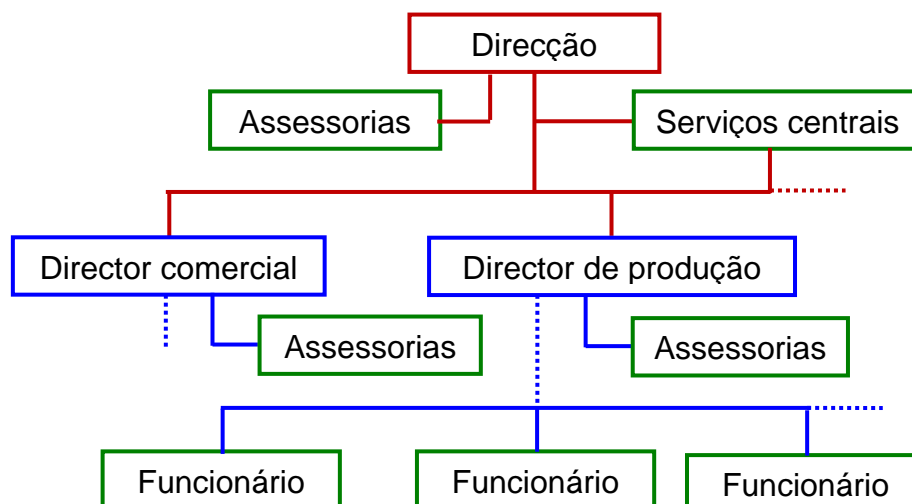 Direcção
Assessorias
Serviços centrais
Director comercial
Director de produção
Assessorias
Assessorias
Funcionário
Funcionário
Funcionário